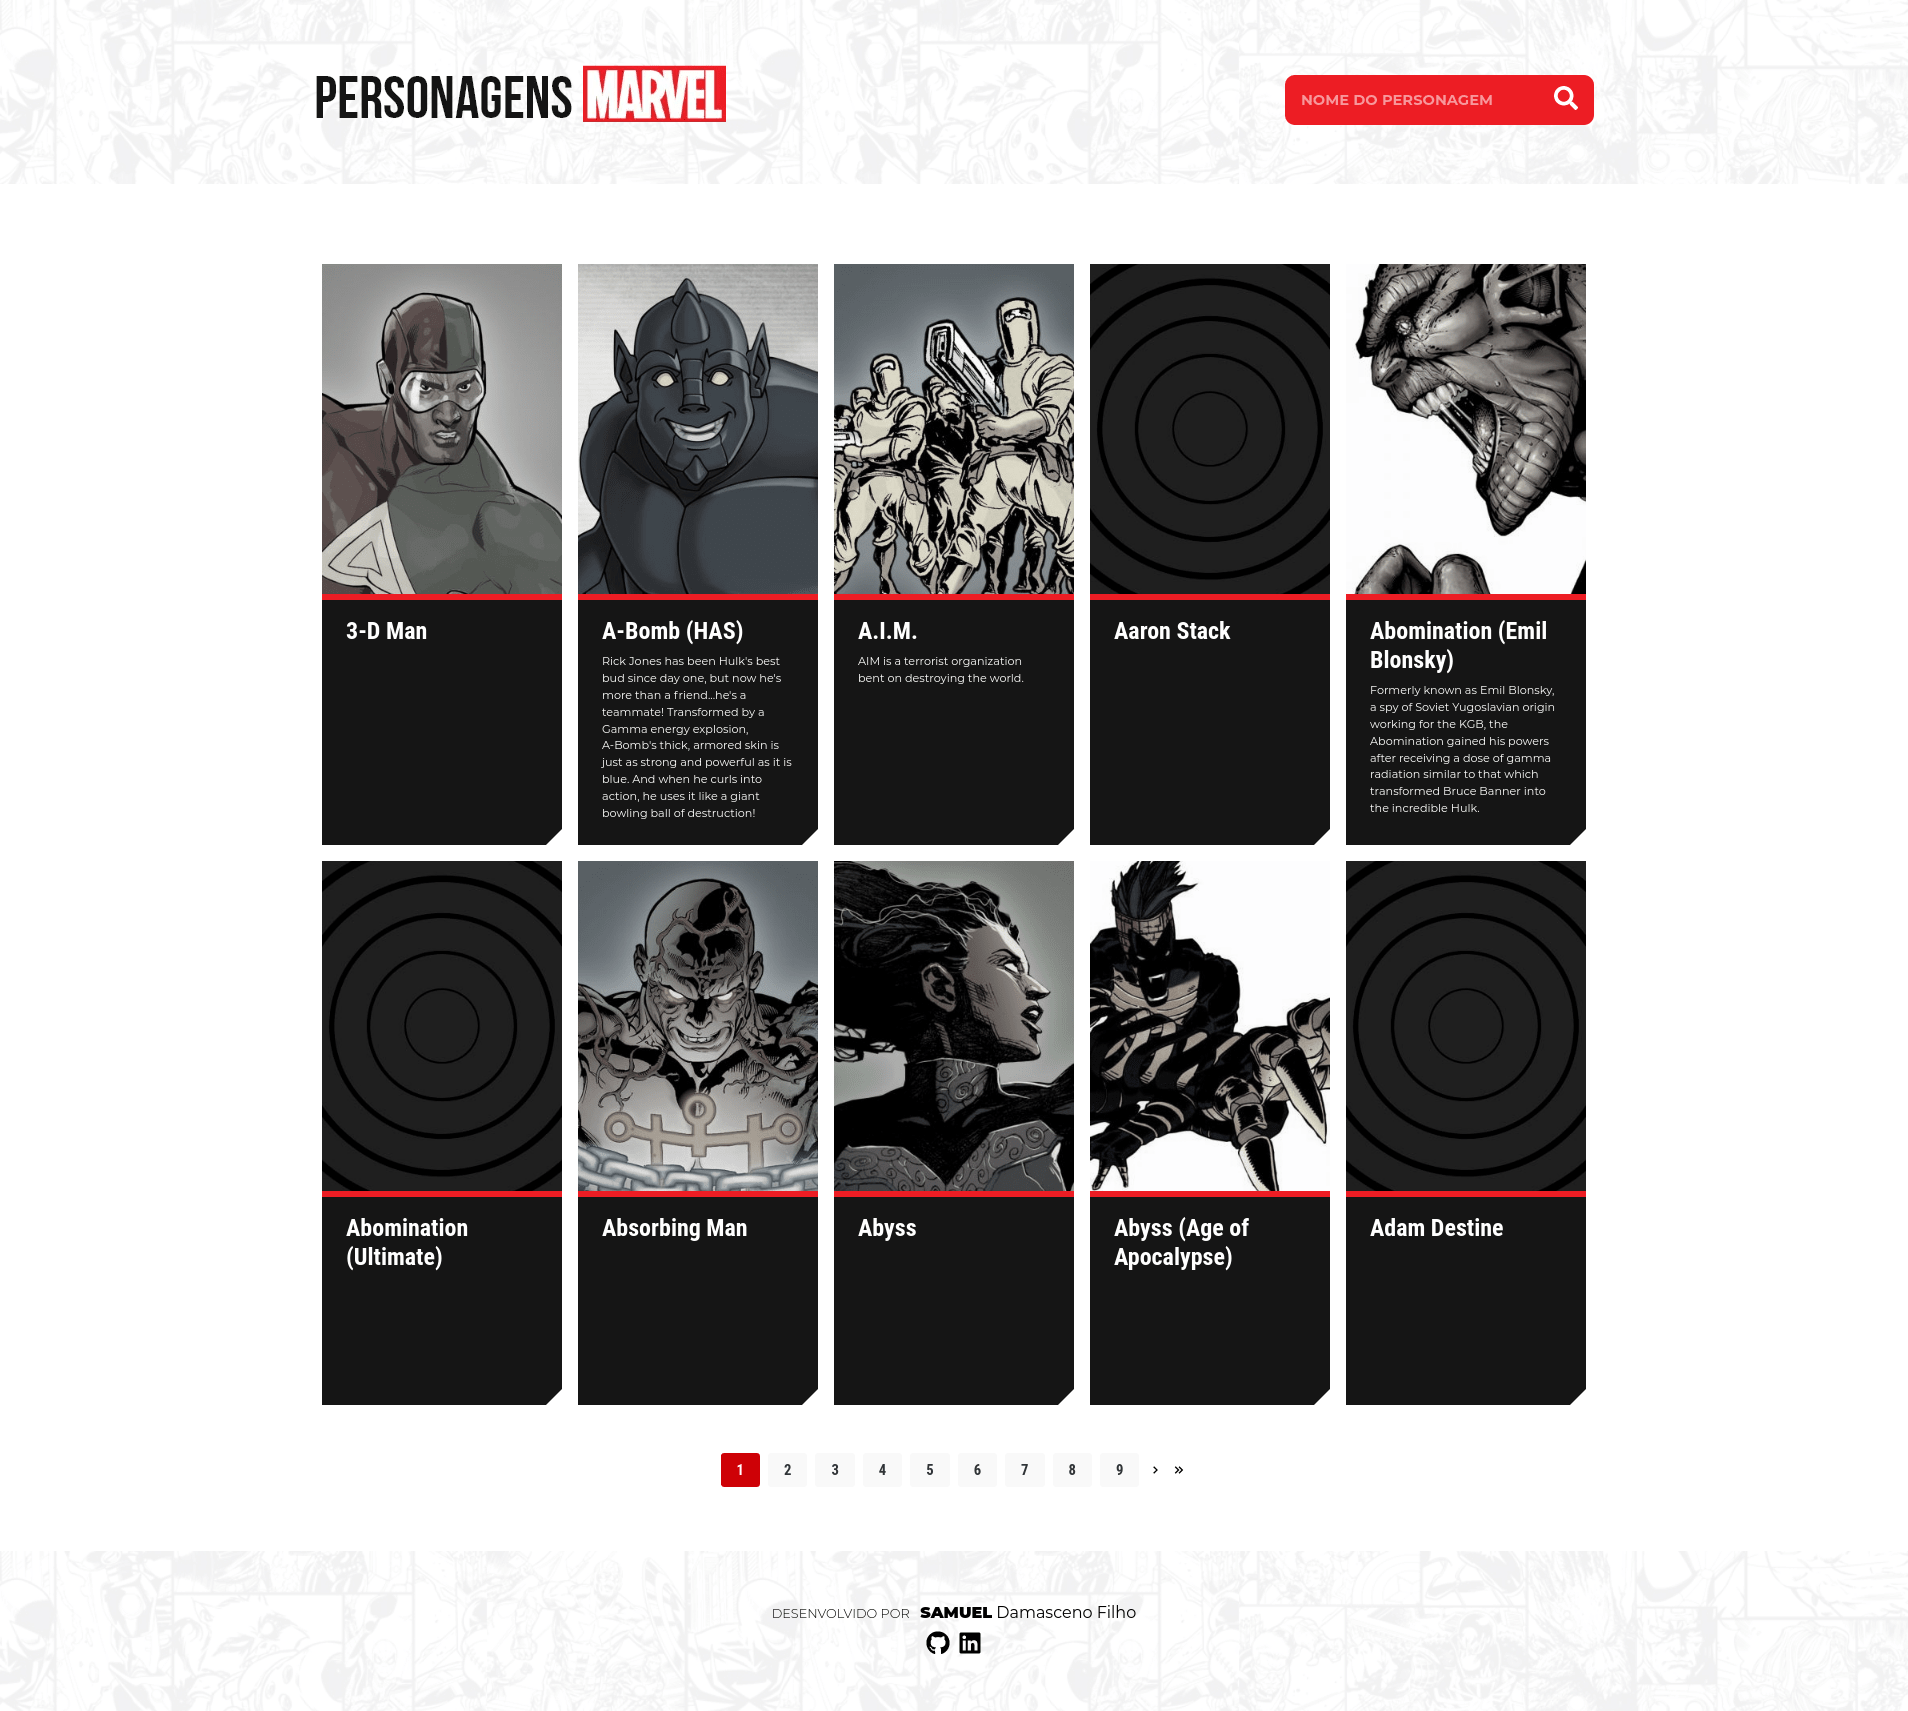 PERSONAGENS MARVEL
NOME DO PERSONAGEM
3-D Man
A-Bomb (HAS)
Rick Jones has been Hulk's best
bud since day one, but now he's
more than a friend...he's a
teammate! Transformed by a
Gamma energy explosion,
A-Bomb's thick, armored skin is
just as strong and powerful as it is
blue. And when he curls into
action, he uses it like a giant
bowling ball of destruction!
A.I.M.
AIM is a terrorist organization
bent on destroying the world.
Aaron Stack
Abomination (Emil
Blonsky)
Formerly known as Emil Blonsky,
a spy of Soviet Yugoslavian origin
working for the KGB, the
Abomination gained his powers
after receiving a dose of gamma
radiation similar to that which
transformed Bruce Banner into
the incredible Hulk.
Abomination
(Ultimate)
Absorbing Man
Abyss
Abyss (Age of
Apocalypse)
Adam Destine
1 2 3 4 5 6 7 8 9 › »
DESENVOLVIDO POR SAMUEL Damasceno Filho